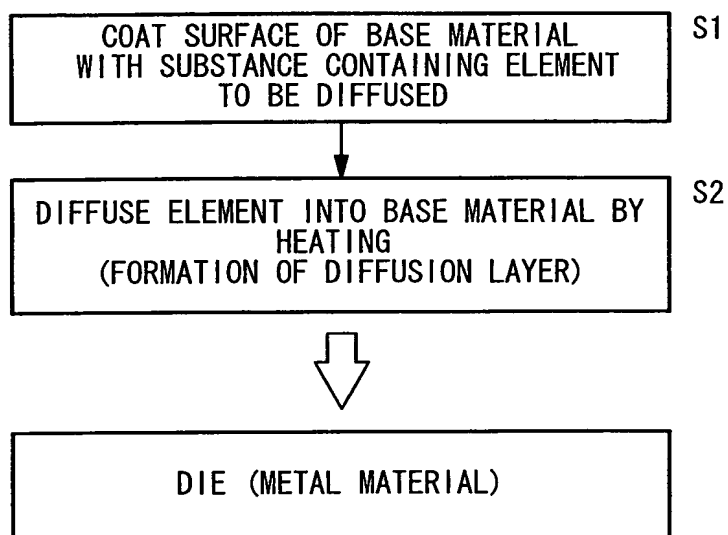 COAT SURFACE OF BASE MATERIAL
WITH SUBSTANCE CONTAINING ELEMENT
TO BE DIFFUSED
S1
DIFFUSE ELEMENT INTO BASE MATERIAL BY
HEATING
(FORMATION OF DIFFUSION LAYER)
S2
DIE (METAL MATERIAL)